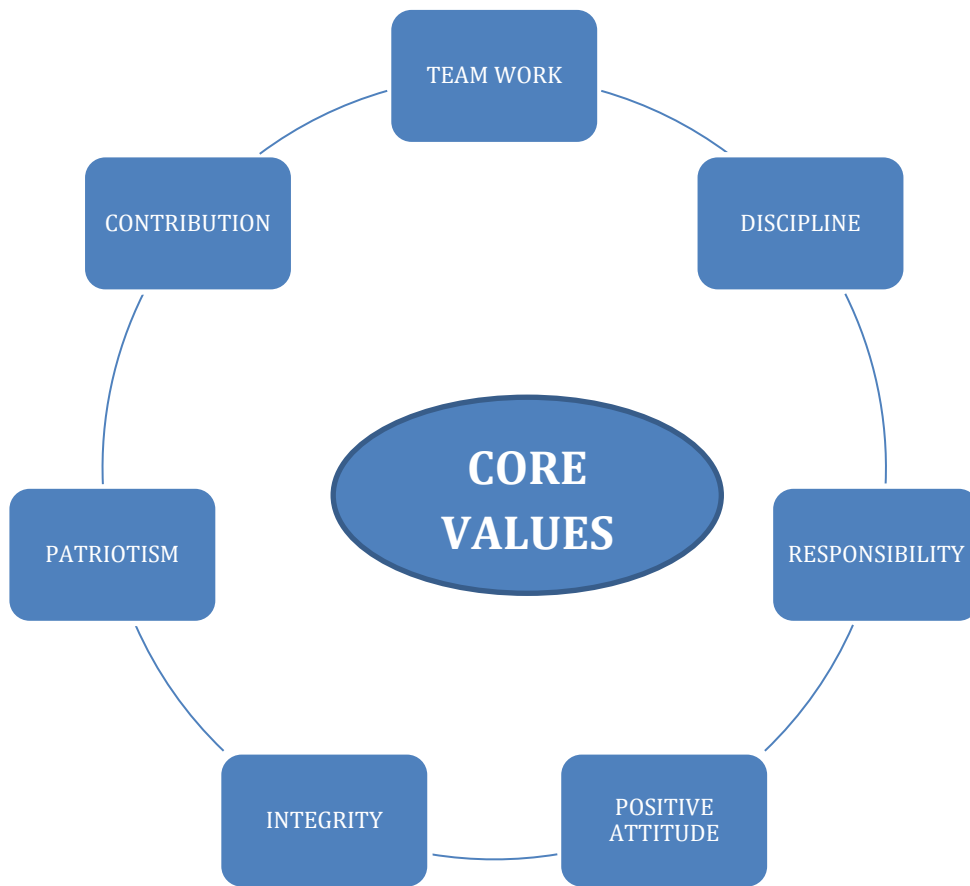 TEAM WORK
DISCIPLINE
RESPONSIBILITY
POSITIVE
ATTITUDE
INTEGRITY
PATRIOTISM
CONTRIBUTION
CORE
VALUES